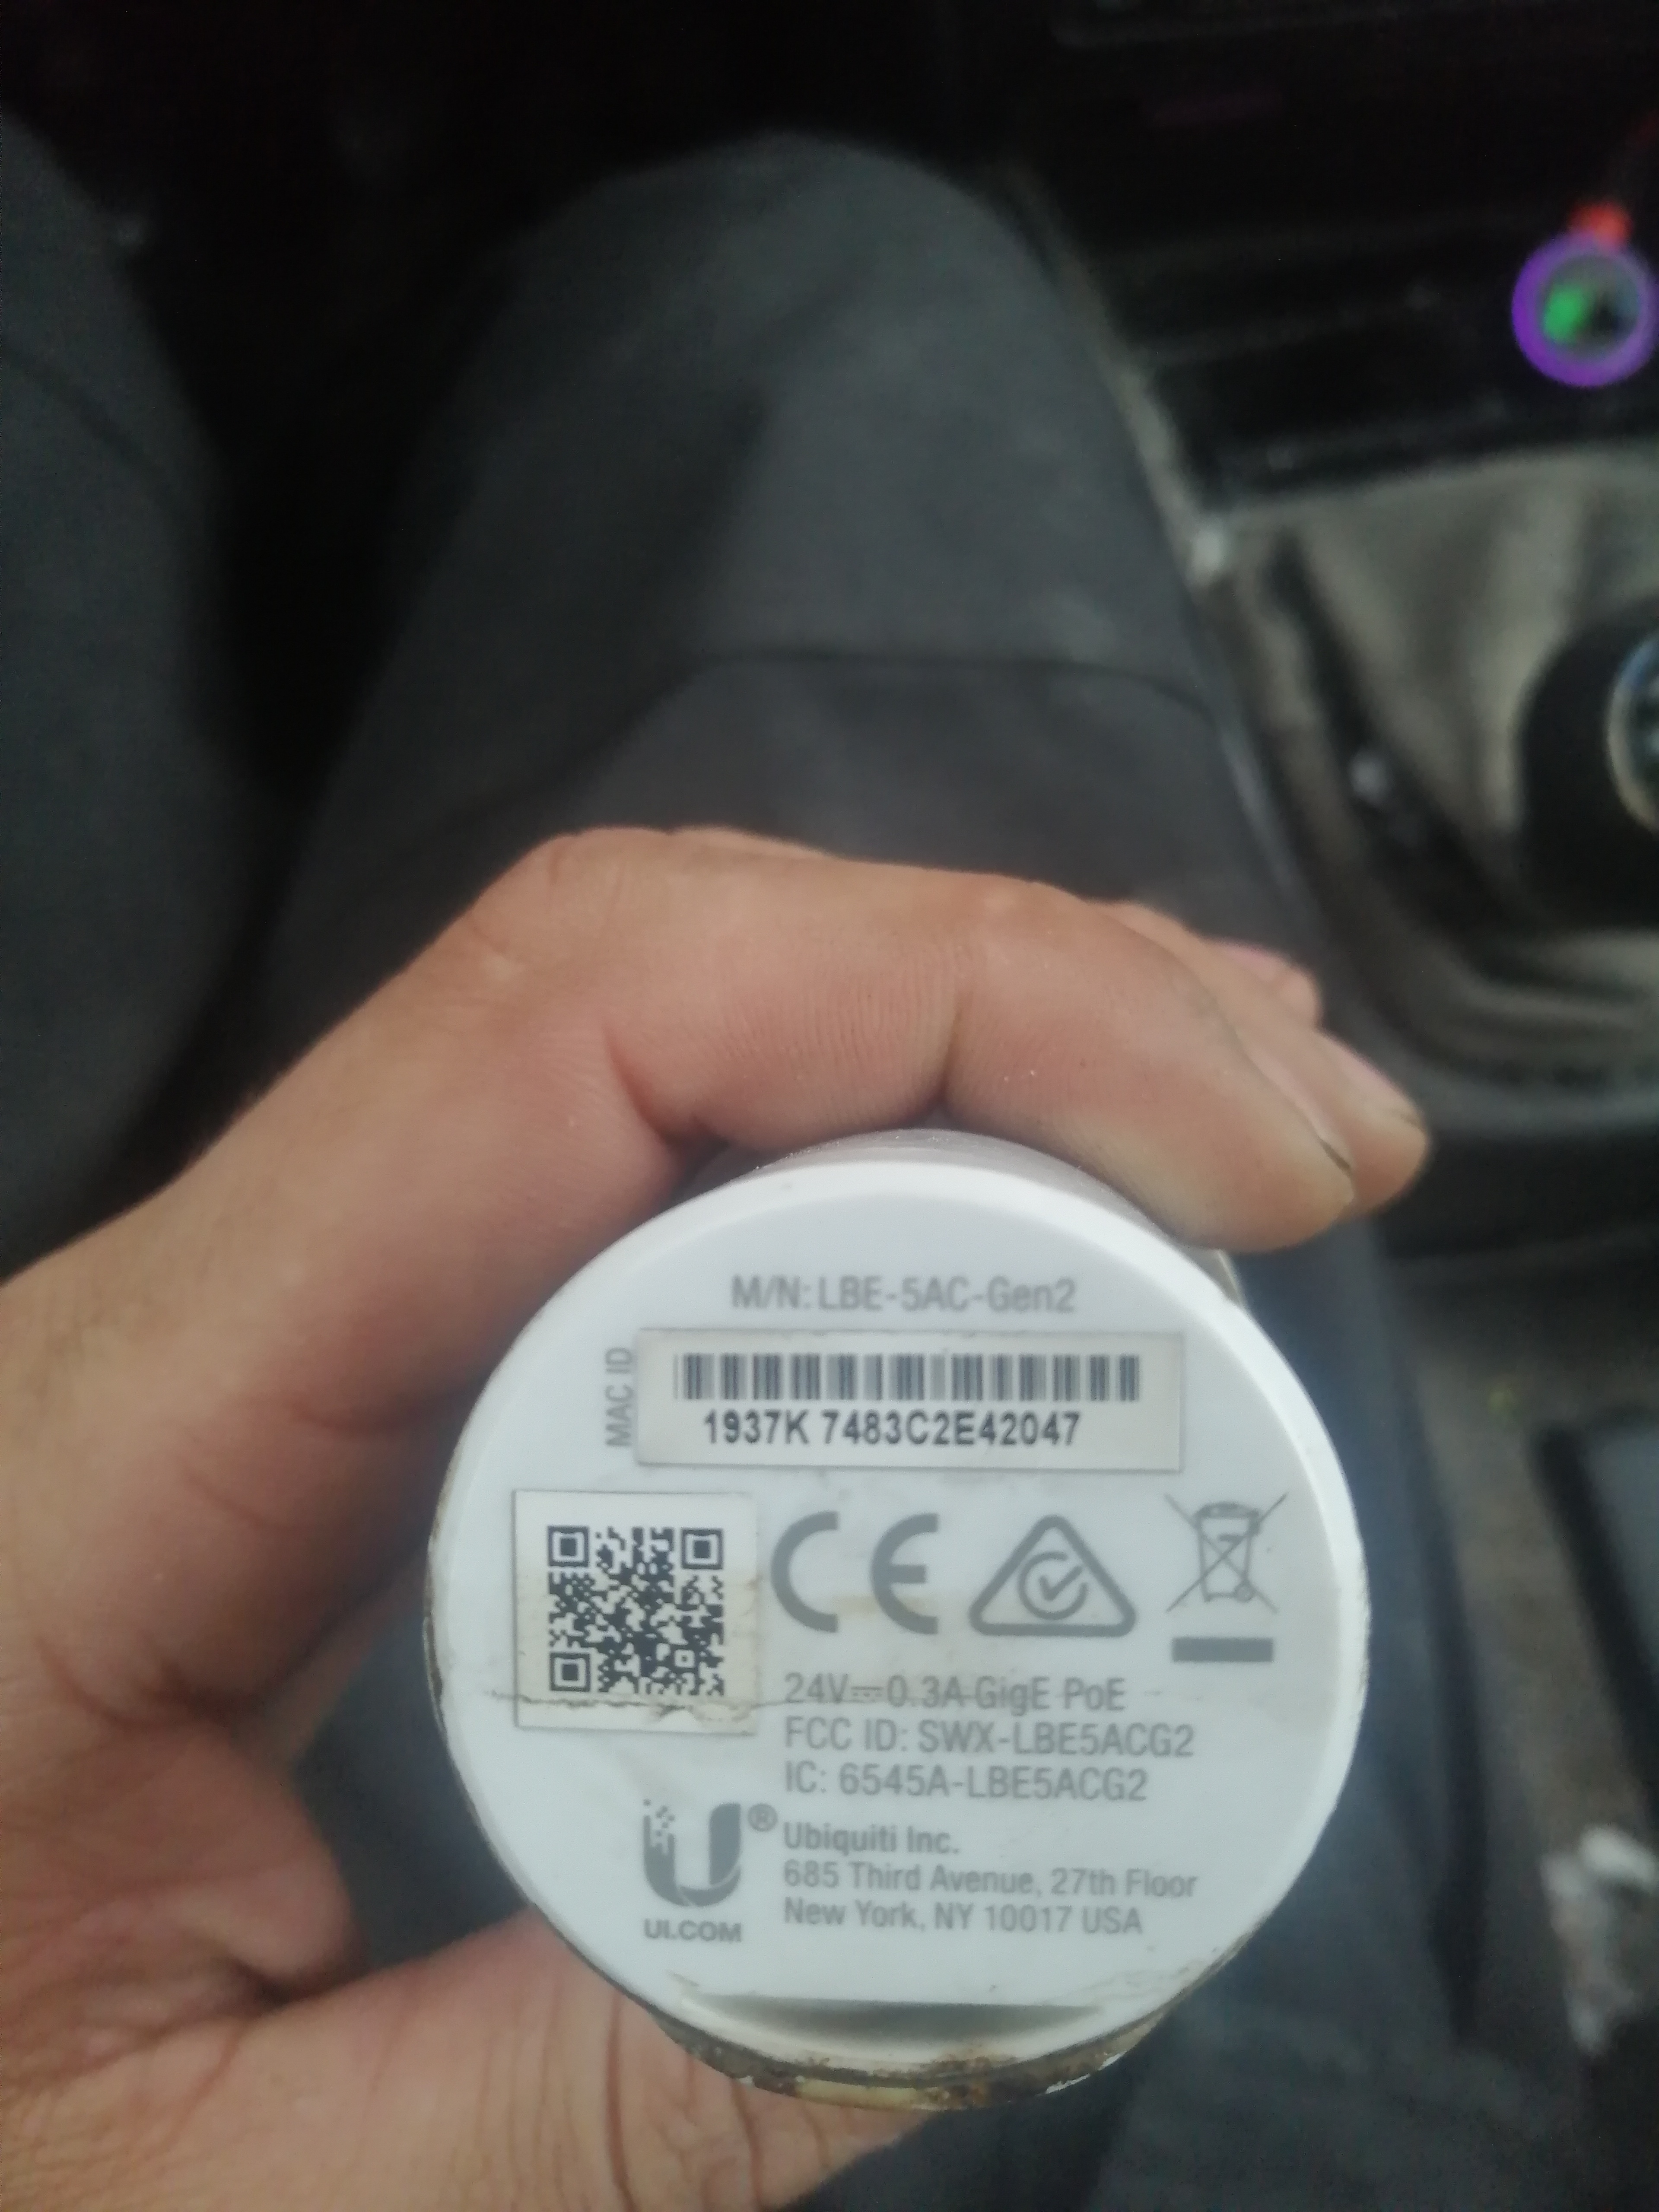 M/N: LBE-5AC-Gen2
MAC ID
1937K 7483C2E42047
CE
24V⎓0.3A GigE PoE
FCC ID: SWX-LBE5ACG2
IC: 6545A-LBE5ACG2
U®
UI.COM
Ubiquiti Inc.
685 Third Avenue, 27th Floor
New York, NY 10017 USA